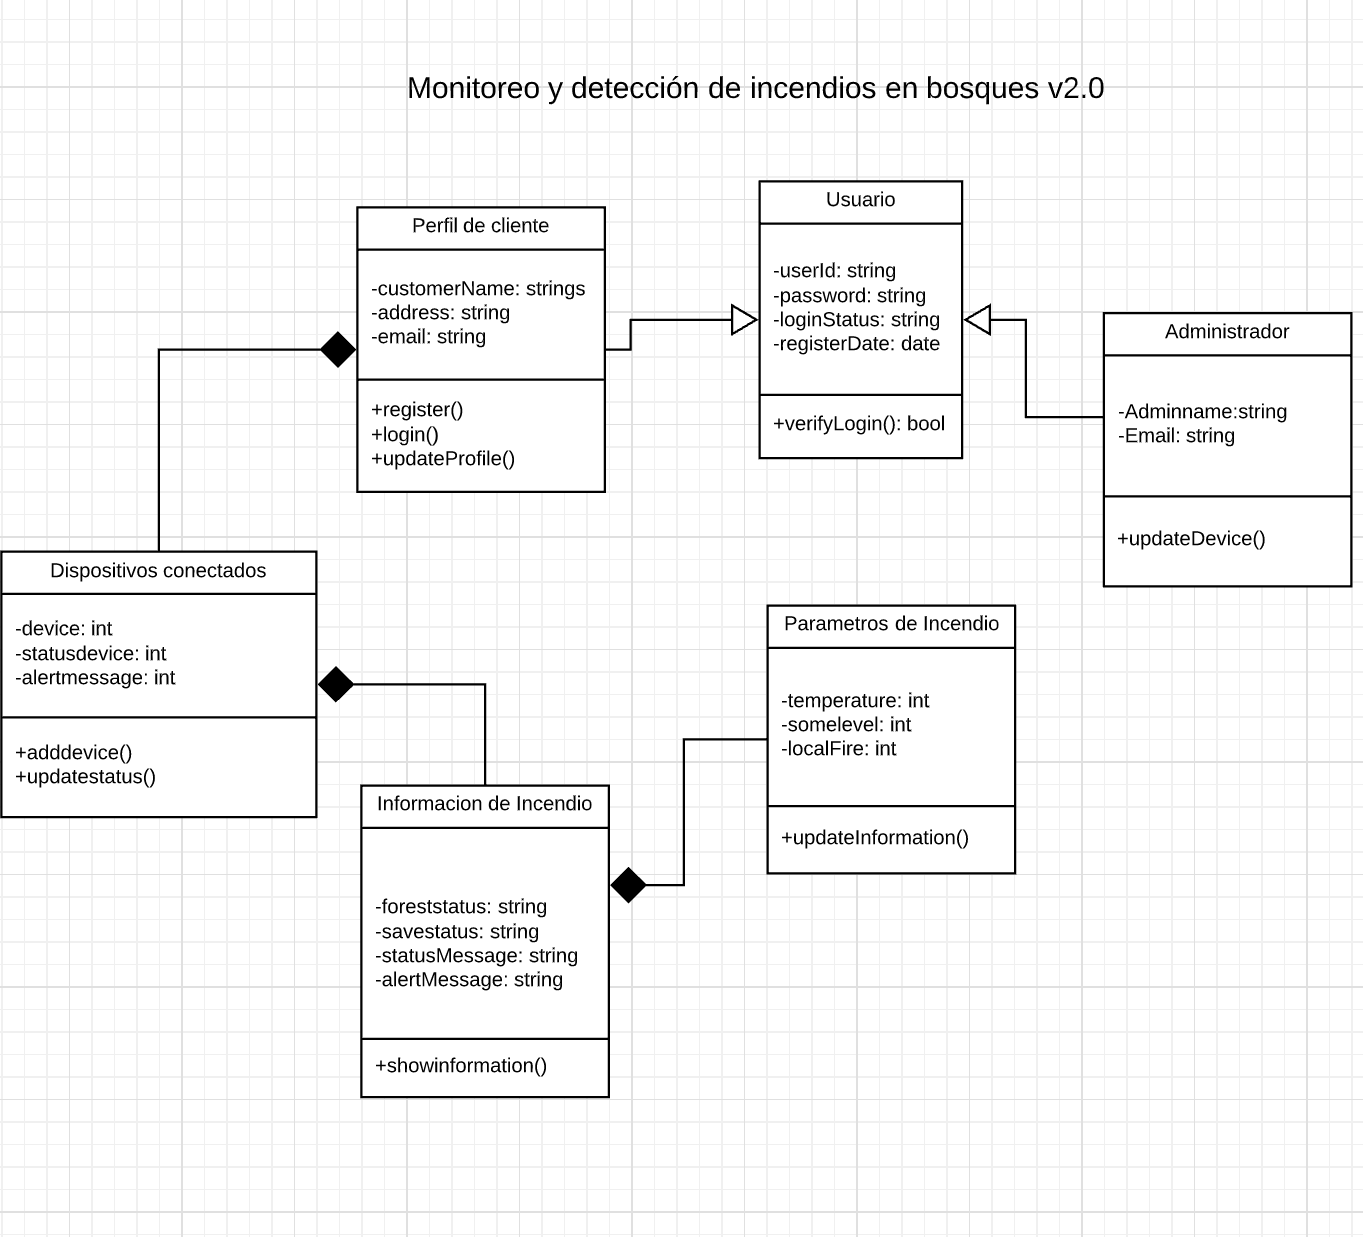 Monitoreo y detección de incendios en bosques v2.0
Perfil de cliente
-customerName: strings
-address: string
-email: string
+register()
+login()
+updateProfile()
Usuario
-userId: string
-password: string
-loginStatus: string
-registerDate: date
+verifyLogin(): bool
Administrador
-Adminname:string
-Email: string
+updateDevice()
Dispositivos conectados
-device: int
-statusdevice: int
-alertmessage: int
+adddevice()
+updatestatus()
Parametros de Incendio
-temperature: int
-somelevel: int
-localFire: int
+updateInformation()
Informacion de Incendio
-foreststatus: string
-savestatus: string
-statusMessage: string
-alertMessage: string
+showinformation()